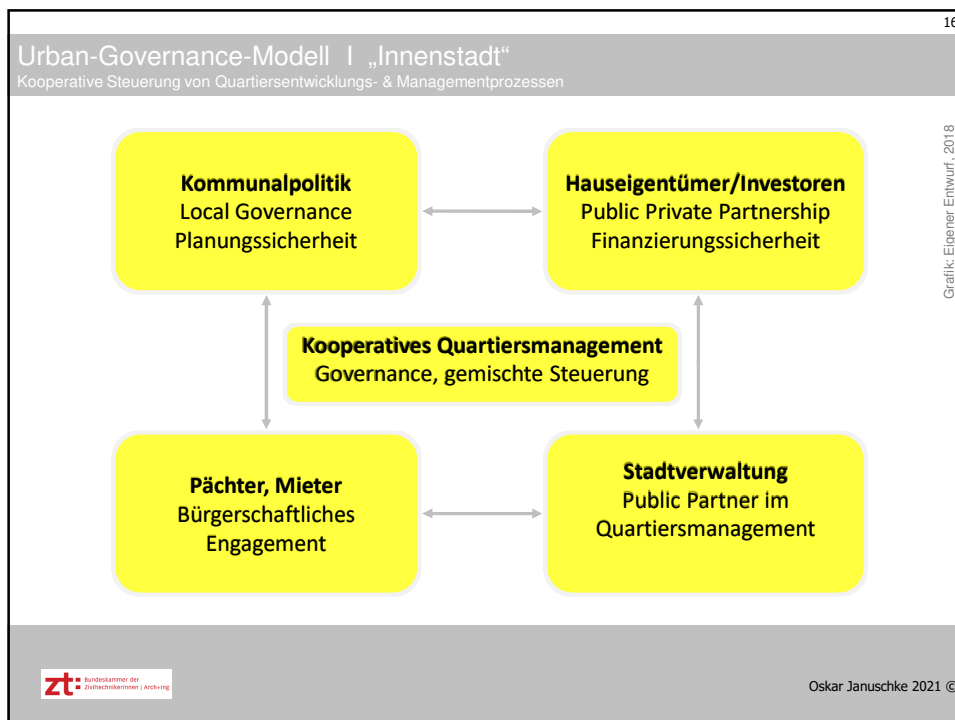 16
Urban-Governance-Modell I „Innenstadt“
Kooperative Steuerung von Quartiersentwicklungs- & Managementprozessen
Kommunalpolitik
Local Governance
Planungssicherheit
Hauseigentümer/Investoren
Public Private Partnership
Finanzierungssicherheit
Grafik: Eigener Entwurf, 2018
Kooperatives Quartiersmanagement
Governance, gemischte Steuerung
Pächter, Mieter
Bürgerschaftliches
Engagement
Stadtverwaltung
Public Partner im
Quartiersmanagement
zt:
Bundeskammer der
ZiviltechnikerInnen | Arch+Ing
Oskar Januschke 2021 ©